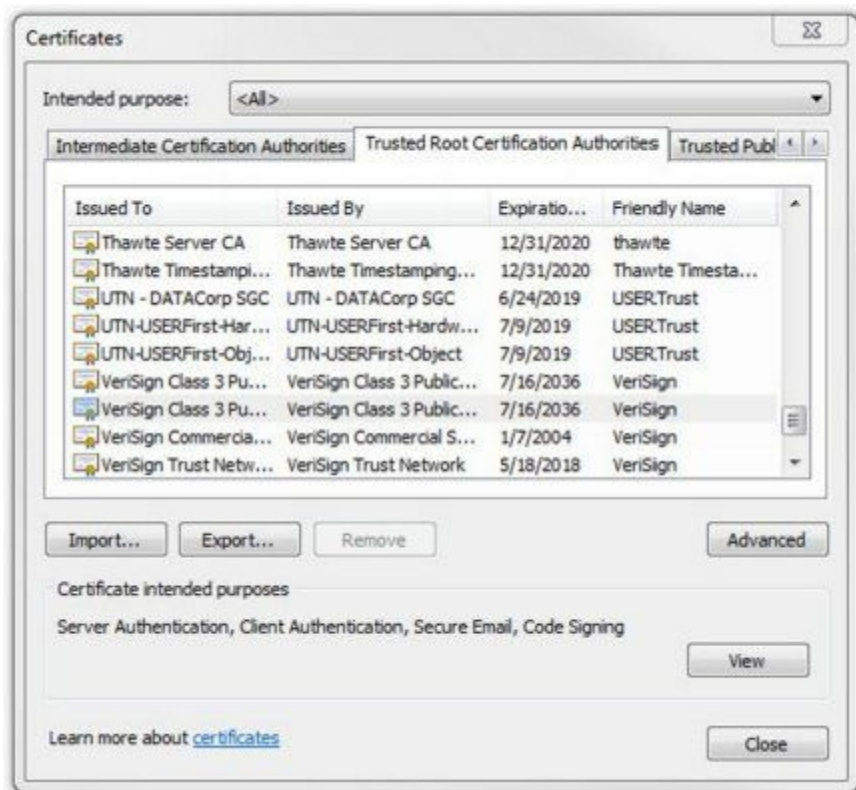 Certificates
Intended purpose: <All>
Intermediate Certification Authorities Trusted Root Certification Authorities Trusted Publ
Issued To Issued By Expiratio... Friendly Name
Thawte Server CA Thawte Server CA 12/31/2020 thawte
Thawte Timestampi... Thawte Timestamping... 12/31/2020 Thawte Timesta...
UTN - DATACorp SGC UTN - DATACorp SGC 6/24/2019 USERTrust
UTN-USERFirst-Har... UTN-USERFirst-Hardw... 7/9/2019 USERTrust
UTN-USERFirst-Obj... UTN-USERFirst-Object 7/9/2019 USERTrust
VeriSign Class 3 Pu... VeriSign Class 3 Public... 7/16/2036 VeriSign
VeriSign Class 3 Pu... VeriSign Class 3 Public... 7/16/2036 VeriSign
VeriSign Commercia... VeriSign Commercial S... 1/7/2004 VeriSign
VeriSign Trust Netw... VeriSign Trust Network 5/18/2018 VeriSign
Import... Export... Remove Advanced
Certificate intended purposes
Server Authentication, Client Authentication, Secure Email, Code Signing
View
Learn more about certificates
Close